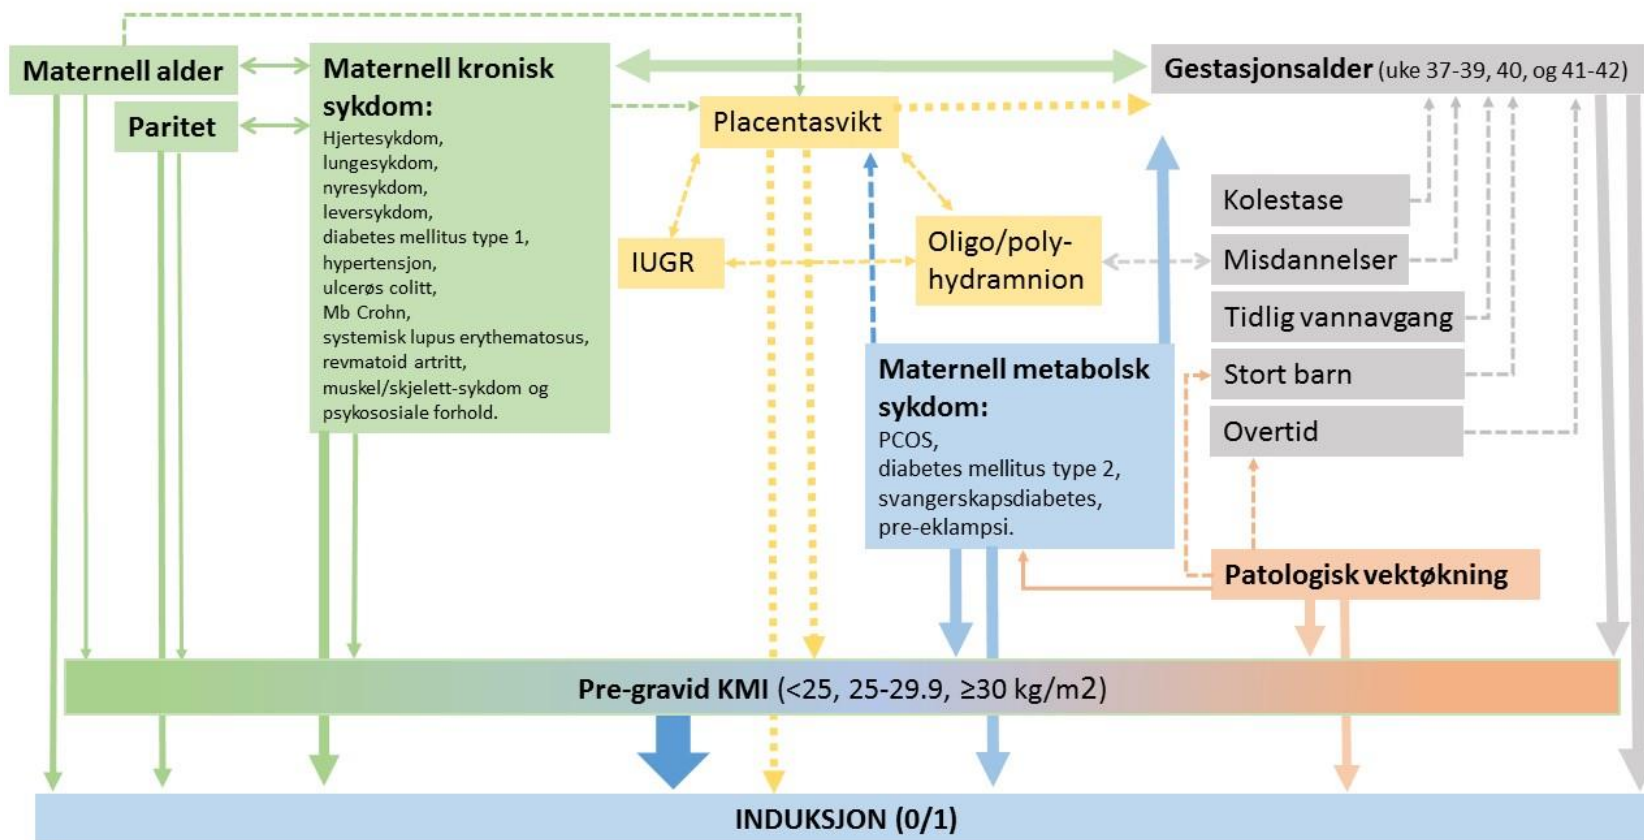 Maternell alder
Paritet
Maternell kronisk
sykdom:
Hjertesykdom,
lungesykdom,
nyresykdom,
leversykdom,
diabetes mellitus type 1,
hypertensjon,
ulcerøs colitt,
Mb Crohn,
systemisk lupus erythematosus,
revmatoid artritt,
muskel/skjelett-sykdom og
psykososiale forhold.
Placentasvikt
IUGR
Oligo/poly-
hydramnion
Maternell metabolsk
sykdom:
PCOS,
diabetes mellitus type 2,
svangerskapsdiabetes,
pre-eklampsi.
Gestasjonsalder (uke 37-39, 40, og 41-42)
Kolestase
Misdannelser
Tidlig vannavgang
Stort barn
Overtid
Patologisk vektøkning
Pre-gravid KMI (<25, 25-29.9, ≥30 kg/m2)
INDUKSJON (0/1)